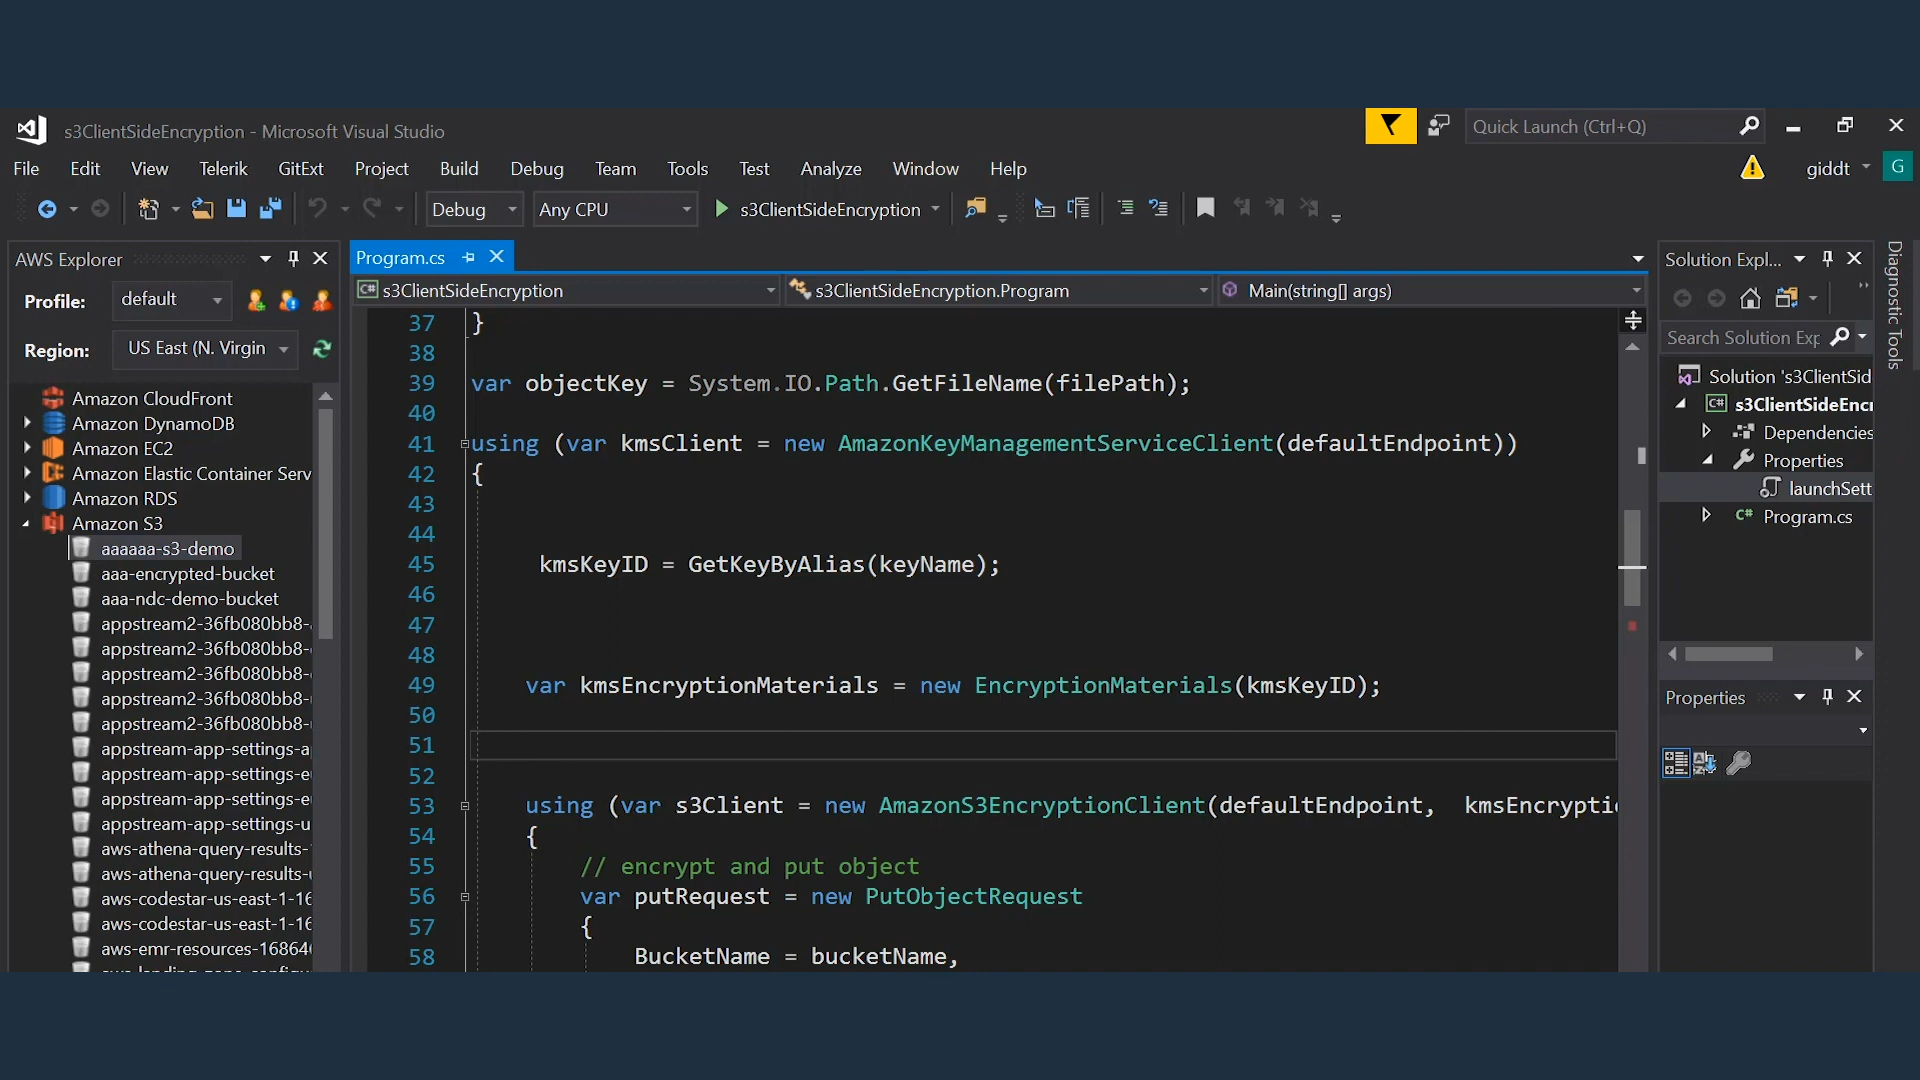 s3ClientSideEncryption - Microsoft Visual Studio
Quick Launch (Ctrl+Q)
File Edit View Telerik GitExt Project Build Debug Team Tools Test Analyze Window Help
giddt G
Debug Any CPU s3ClientSideEncryption
AWS Explorer
Profile: default
Region: US East (N. Virgin
Amazon CloudFront
Amazon DynamoDB
Amazon EC2
Amazon Elastic Container Serv
Amazon RDS
Amazon S3
aaaaaa-s3-demo
aaa-encrypted-bucket
aaa-ndc-demo-bucket
appstream2-36fb080bb8-
appstream2-36fb080bb8-
appstream2-36fb080bb8-
appstream2-36fb080bb8-
appstream2-36fb080bb8-
appstream-app-settings-a
appstream-app-settings-e
appstream-app-settings-e
appstream-app-settings-u
aws-athena-query-results-
aws-athena-query-results-
aws-codestar-us-east-1-16
aws-codestar-us-east-1-16
aws-emr-resources-16864
Program.cs
C# s3ClientSideEncryption s3ClientSideEncryption.Program Main(string[] args)
37 }
38
39 var objectKey = System.IO.Path.GetFileName(filePath);
40
41 using (var kmsClient = new AmazonKeyManagementServiceClient(defaultEndpoint))
42 {
43
44
45 kmsKeyID = GetKeyByAlias(keyName);
46
47
48
49 var kmsEncryptionMaterials = new EncryptionMaterials(kmsKeyID);
50
51
52
53 using (var s3Client = new AmazonS3EncryptionClient(defaultEndpoint, kmsEncryptio
54 {
55 // encrypt and put object
56 var putRequest = new PutObjectRequest
57 {
58 BucketName = bucketName,
Solution Expl...
Search Solution Exp
Solution 's3ClientSid
C# s3ClientSideEncr
Dependencies
Properties
launchSett
C# Program.cs
Properties
Diagnostic Tools